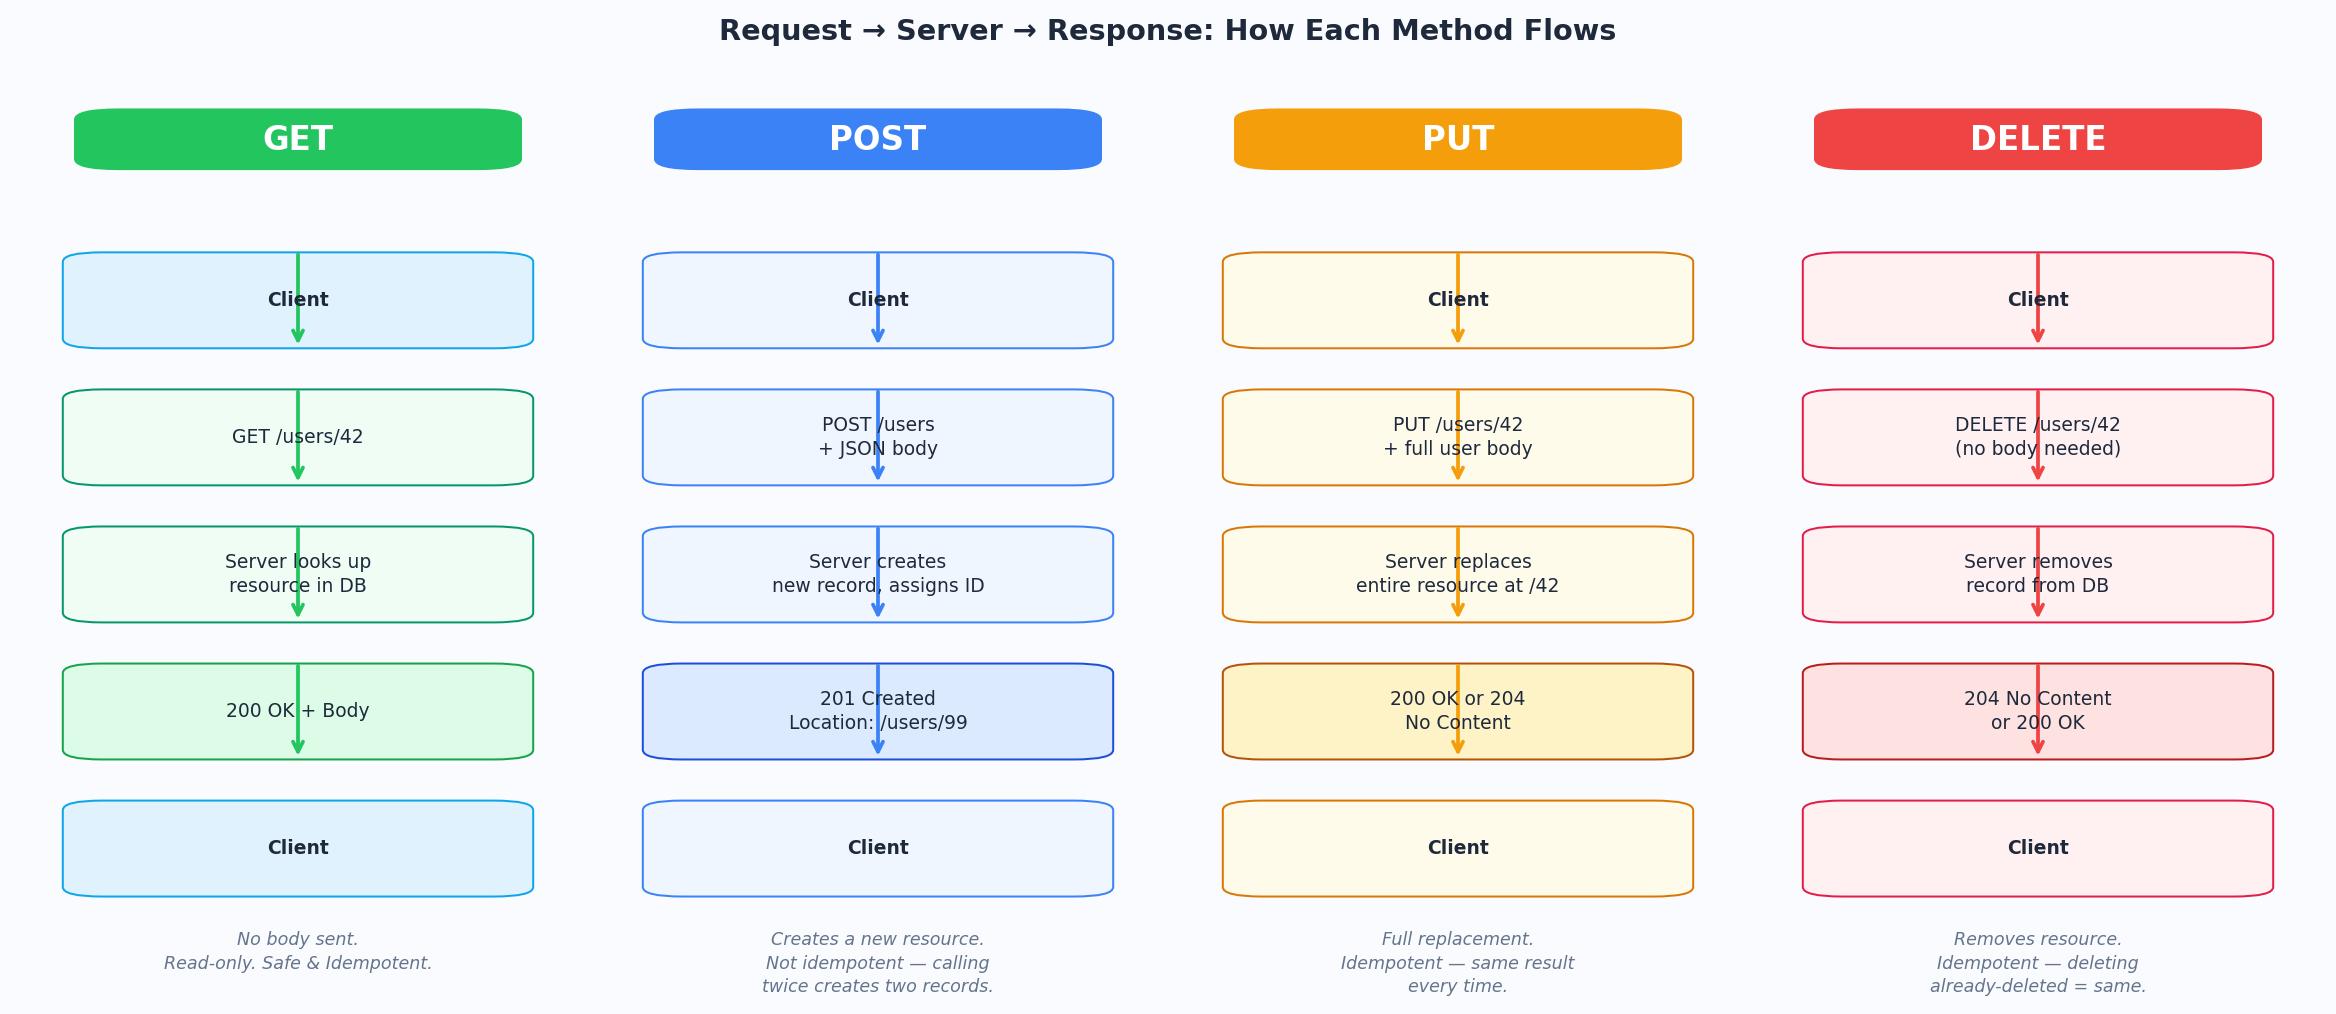 Request → Server → Response: How Each Method Flows
GET
Client
GET /users/42
Server looks up
resource in DB
200 OK + Body
Client
No body sent.
Read-only. Safe & Idempotent.
POST
Client
POST /users
+ JSON body
Server creates
new record, assigns ID
201 Created
Location: /users/99
Client
Creates a new resource.
Not idempotent — calling
twice creates two records.
PUT
Client
PUT /users/42
+ full user body
Server replaces
entire resource at /42
200 OK or 204
No Content
Client
Full replacement.
Idempotent — same result
every time.
DELETE
Client
DELETE /users/42
(no body needed)
Server removes
record from DB
204 No Content
or 200 OK
Client
Removes resource.
Idempotent — deleting
already-deleted = same.